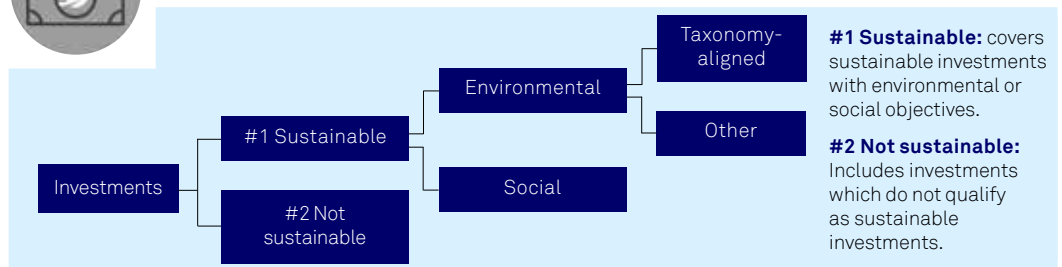 Taxonomy-
aligned
Environmental
Other
#1 Sustainable
Social
Investments
#2 Not
sustainable
#1 Sustainable: covers
sustainable investments
with environmental or
social objectives.
#2 Not sustainable:
Includes investments
which do not qualify
as sustainable
investments.